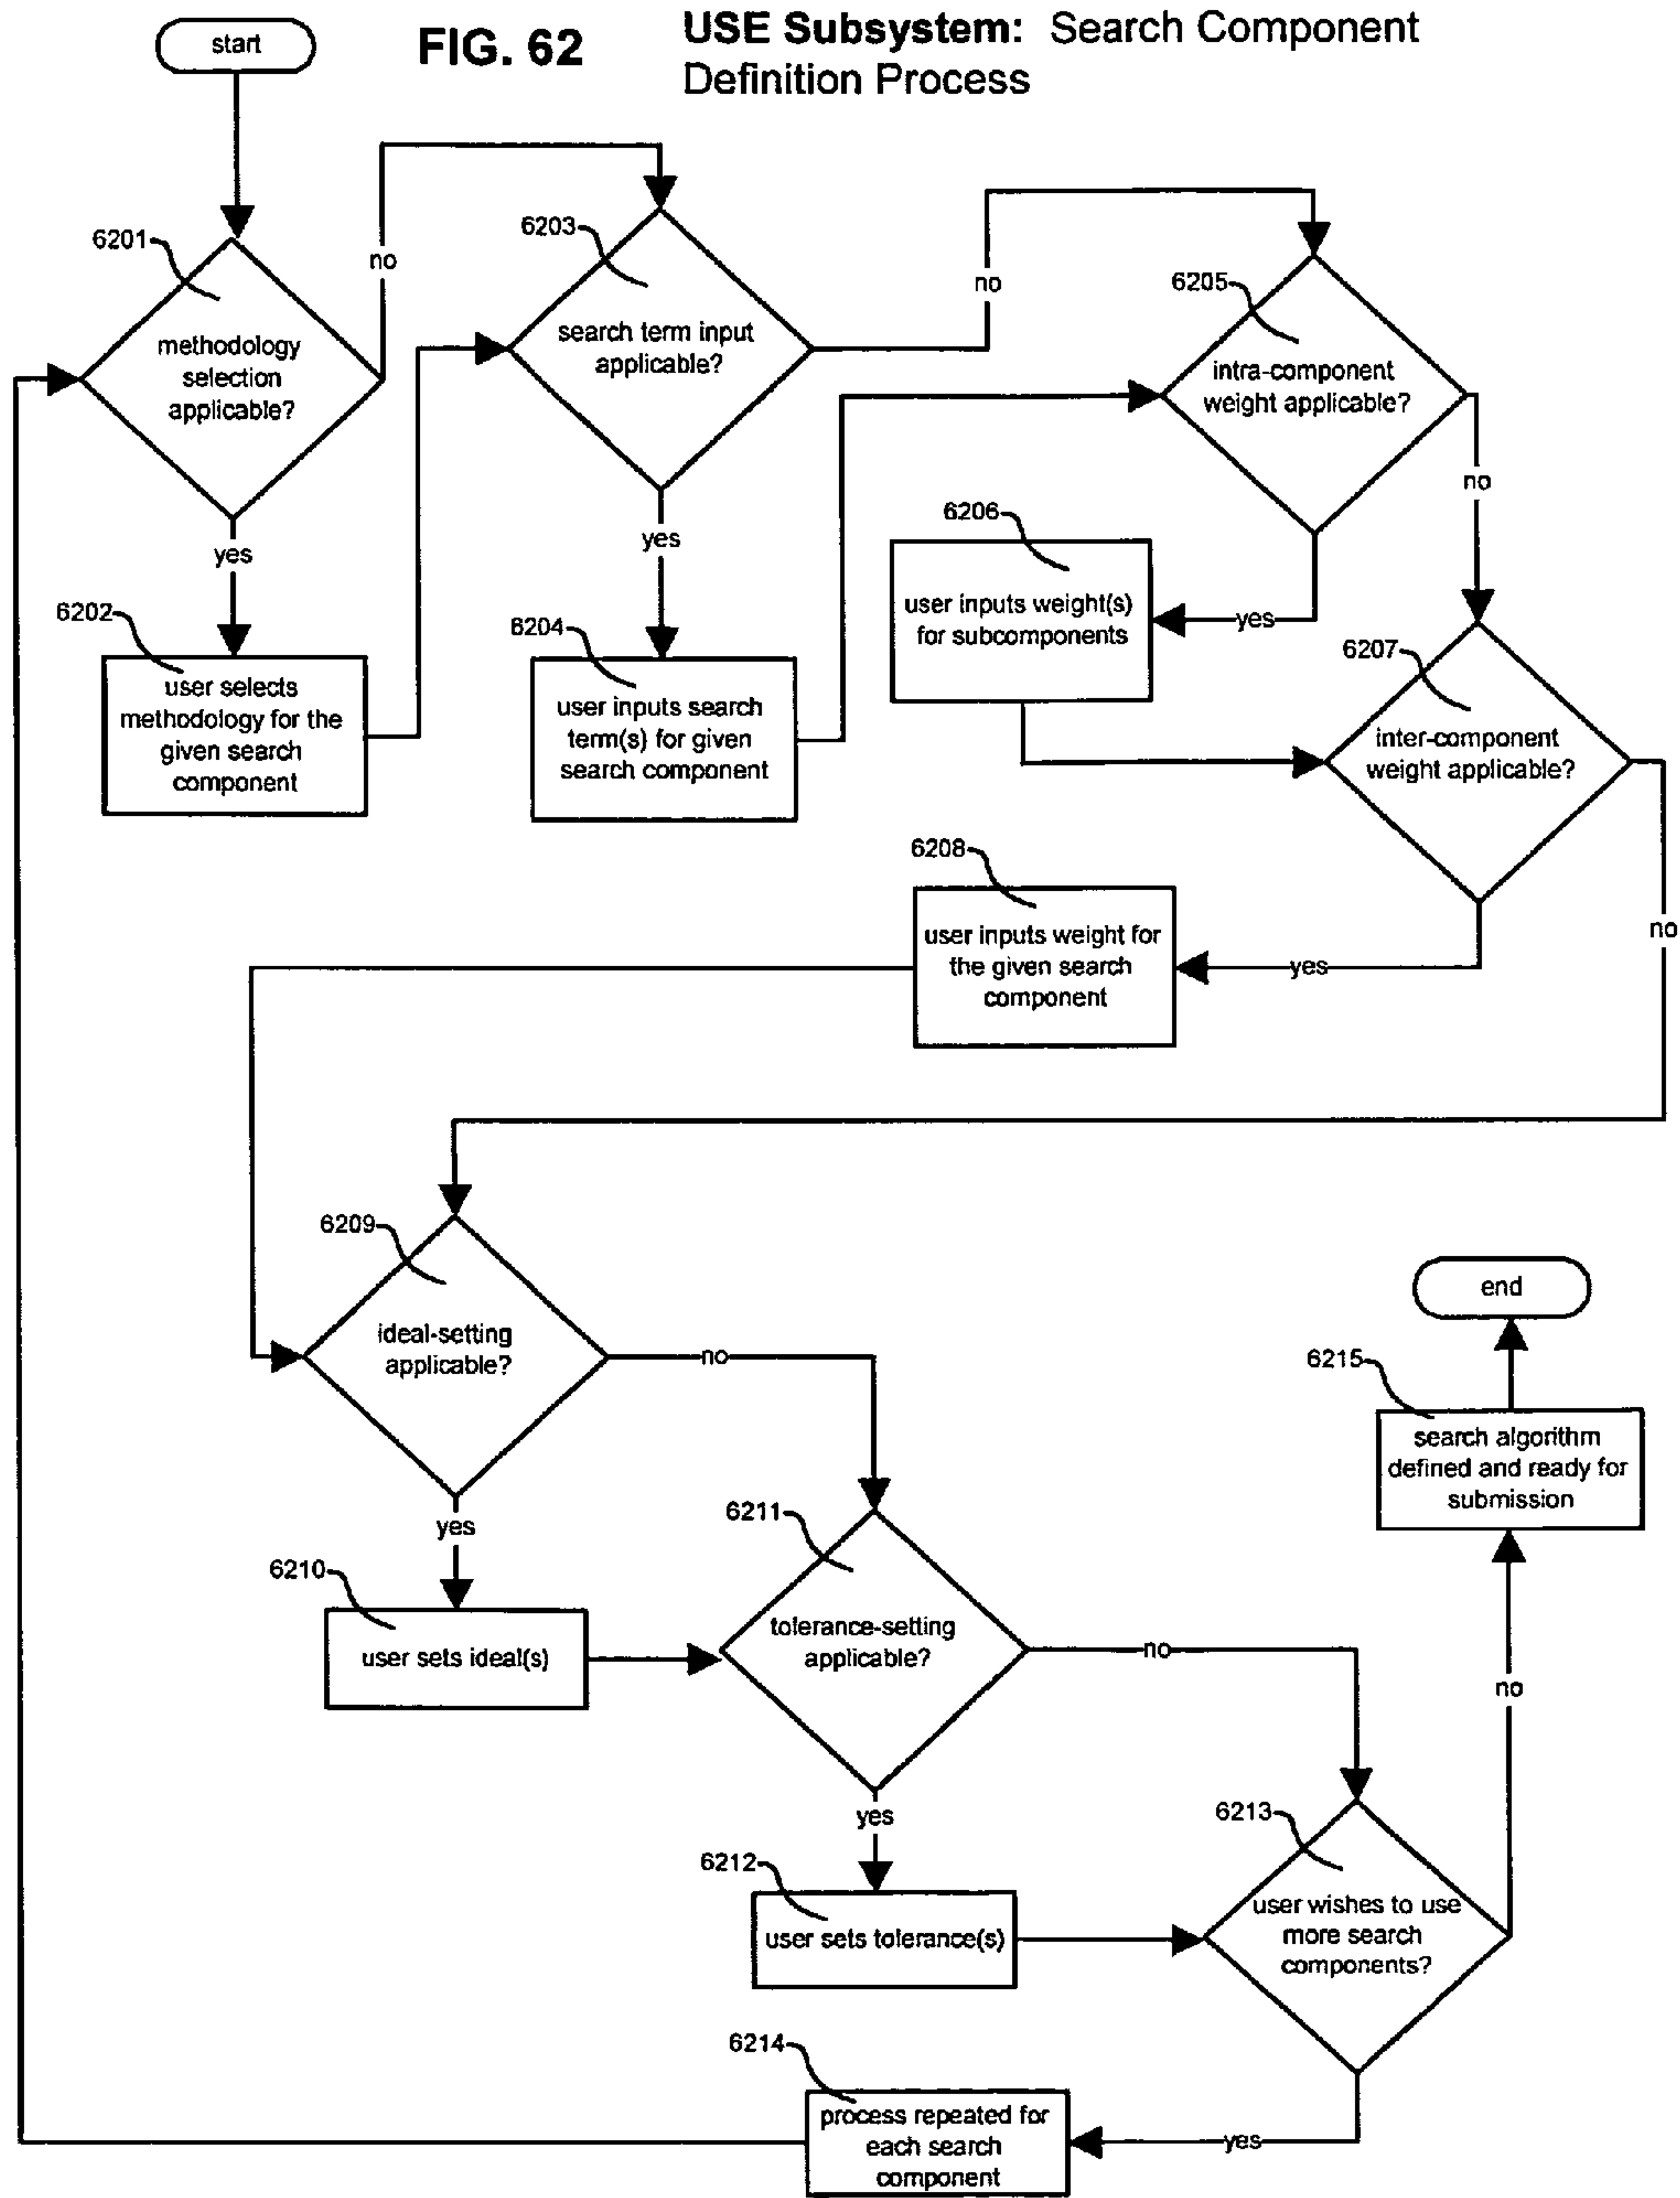 start
FIG. 62
USE Subsystem: Search Component
Definition Process
6201
methodology
selection
applicable?
no
yes
6202
user selects
methodology for the
given search
component
6203
search term input
applicable?
no
yes
6204
user inputs search
term(s) for given
search component
6205
intra-component
weight applicable?
no
yes
6206
user inputs weight(s)
for subcomponents
6207
inter-component
weight applicable?
no
yes
6208
user inputs weight for
the given search
component
6209
ideal-setting
applicable?
no
yes
6210
user sets ideal(s)
6211
tolerance-setting
applicable?
no
yes
6212
user sets tolerance(s)
6213
user wishes to use
more search
components?
no
yes
6214
process repeated for
each search
component
6215
search algorithm
defined and ready for
submission
end